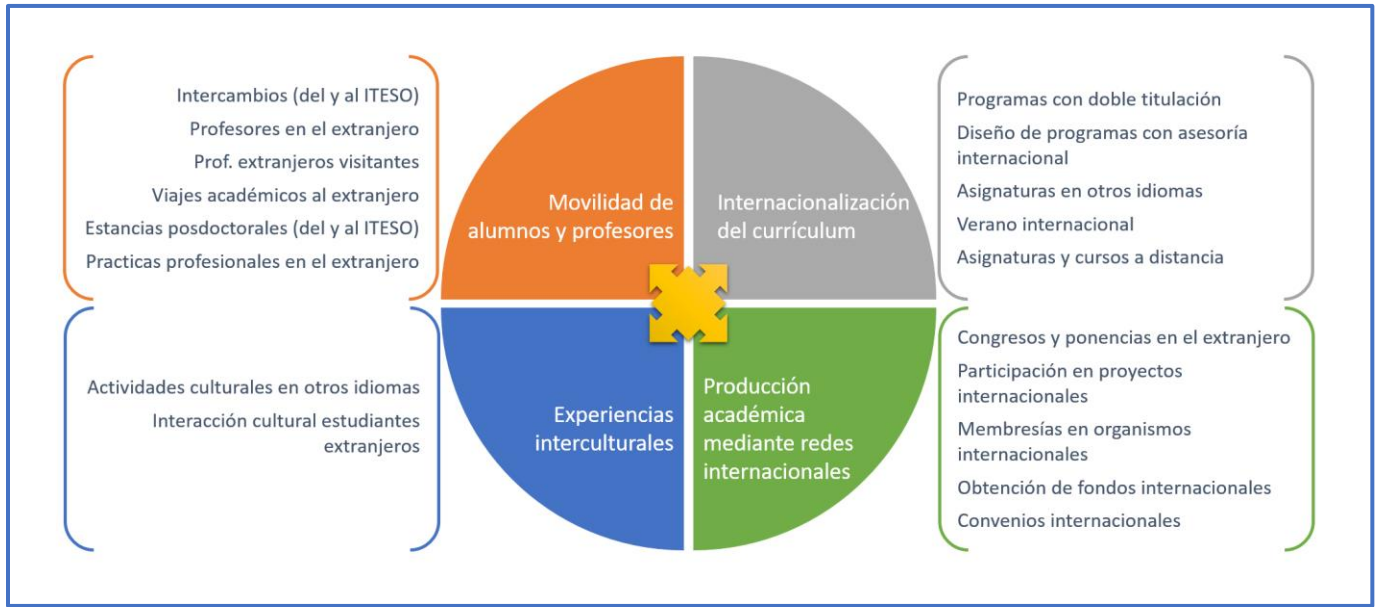 Intercambios (del y al ITESO)
Profesores en el extranjero
Prof. extranjeros visitantes
Viajes académicos al extranjero
Estancias posdoctorales (del y al ITESO)
Practicas profesionales en el extranjero
Movilidad de
alumnos y profesores
Internacionalización
del currículum
Programas con doble titulación
Diseño de programas con asesoría
internacional
Asignaturas en otros idiomas
Verano internacional
Asignaturas y cursos a distancia
Actividades culturales en otros idiomas
Interacción cultural estudiantes
extranjeros
Experiencias
interculturales
Producción
académica
mediante redes
internacionales
Congresos y ponencias en el extranjero
Participación en proyectos
internacionales
Membresías en organismos
internacionales
Obtención de fondos internacionales
Convenios internacionales